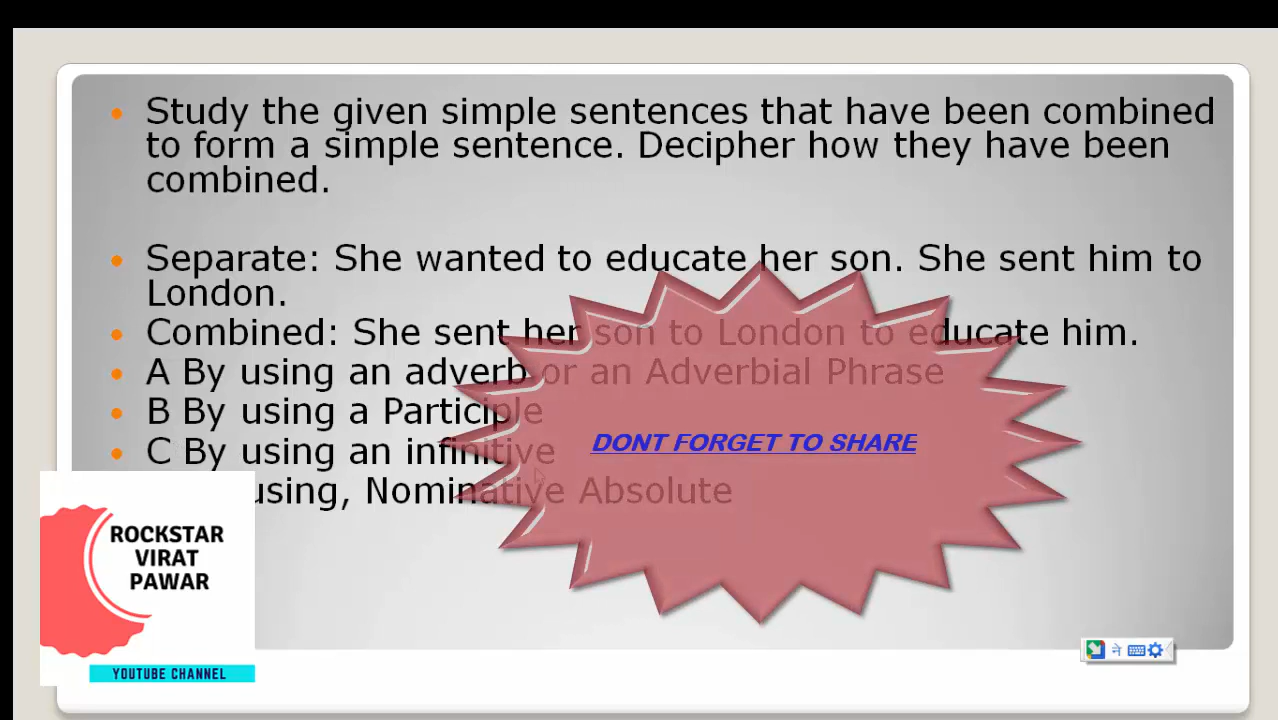 Study the given simple sentences that have been combined
to form a simple sentence. Decipher how they have been
combined.
Separate: She wanted to educate her son. She sent him to
London.
Combined: She sent her son to London to educate him.
A By using an adverb or an Adverbial Phrase
B By using a Participle
C By using an infinitive
using, Nominative Absolute
DONT FORGET TO SHARE
ROCKSTAR
VIRAT
PAWAR
YOUTUBE CHANNEL
ने